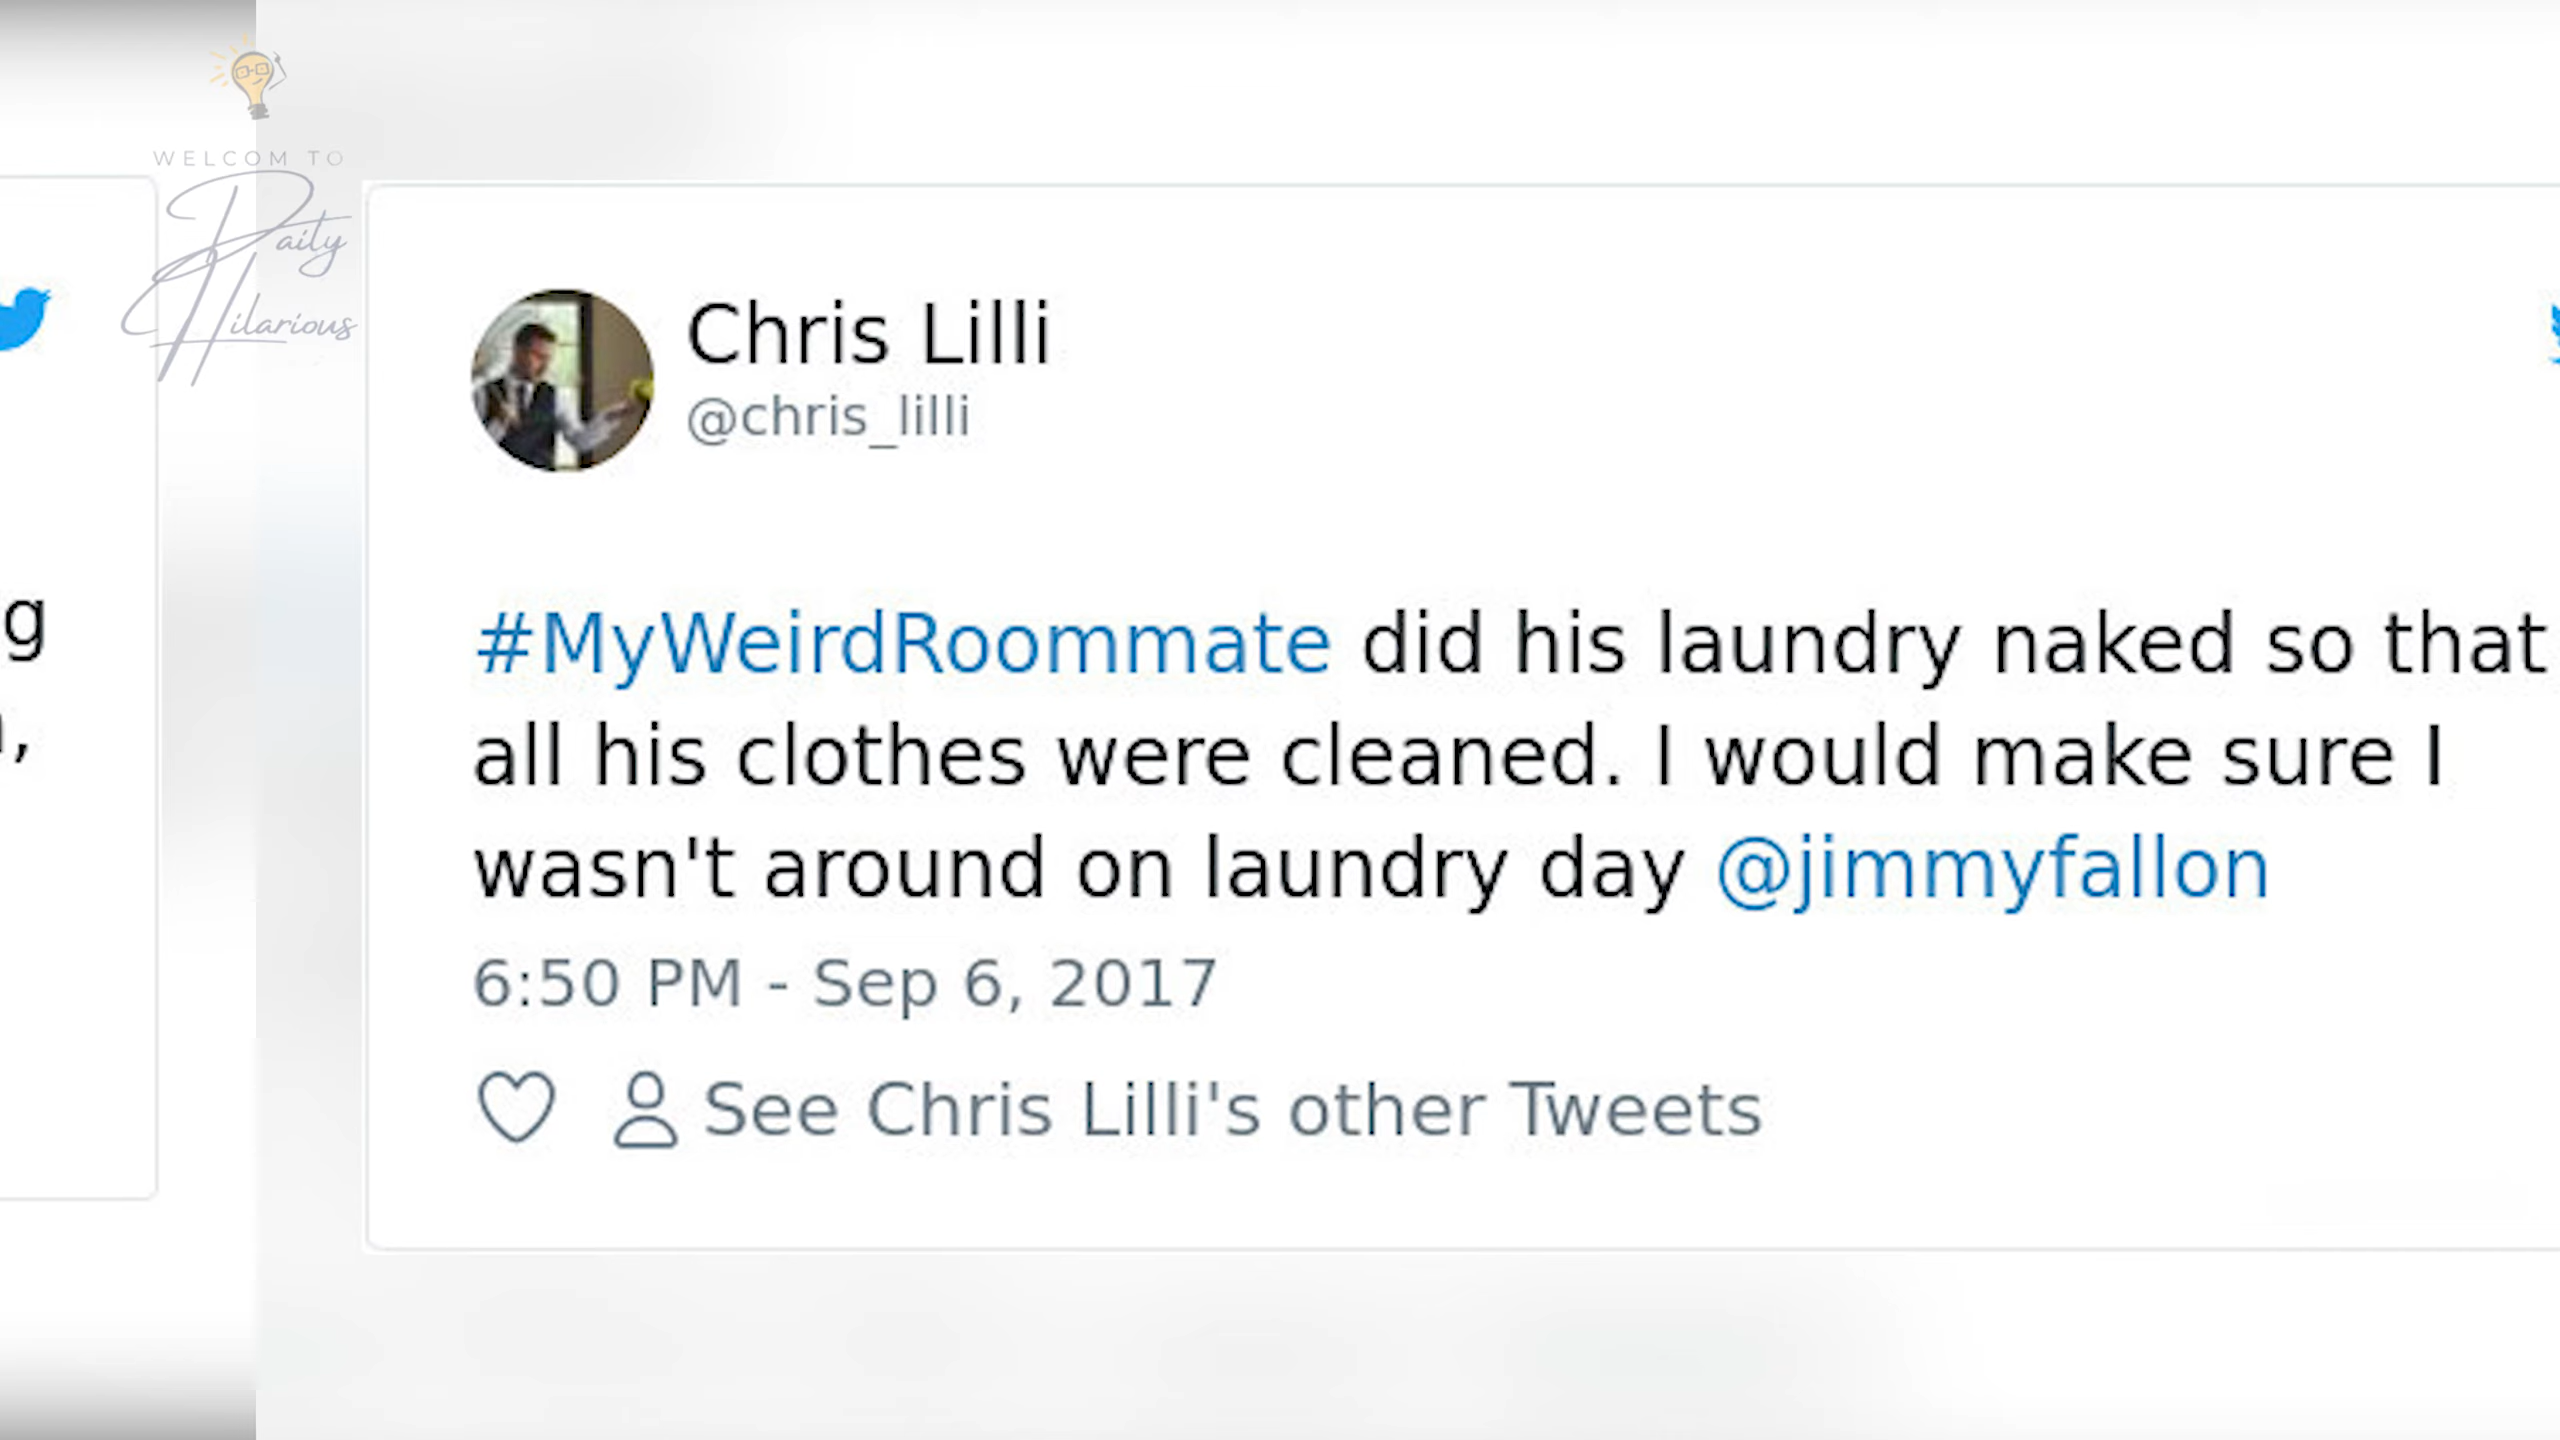 WELCOM TO
Daily
Hilarious
g
,
Chris Lilli
@chris_lilli
#MyWeirdRoommate did his laundry naked so that
all his clothes were cleaned. I would make sure I
wasn't around on laundry day @jimmyfallon
6:50 PM - Sep 6, 2017
See Chris Lilli's other Tweets